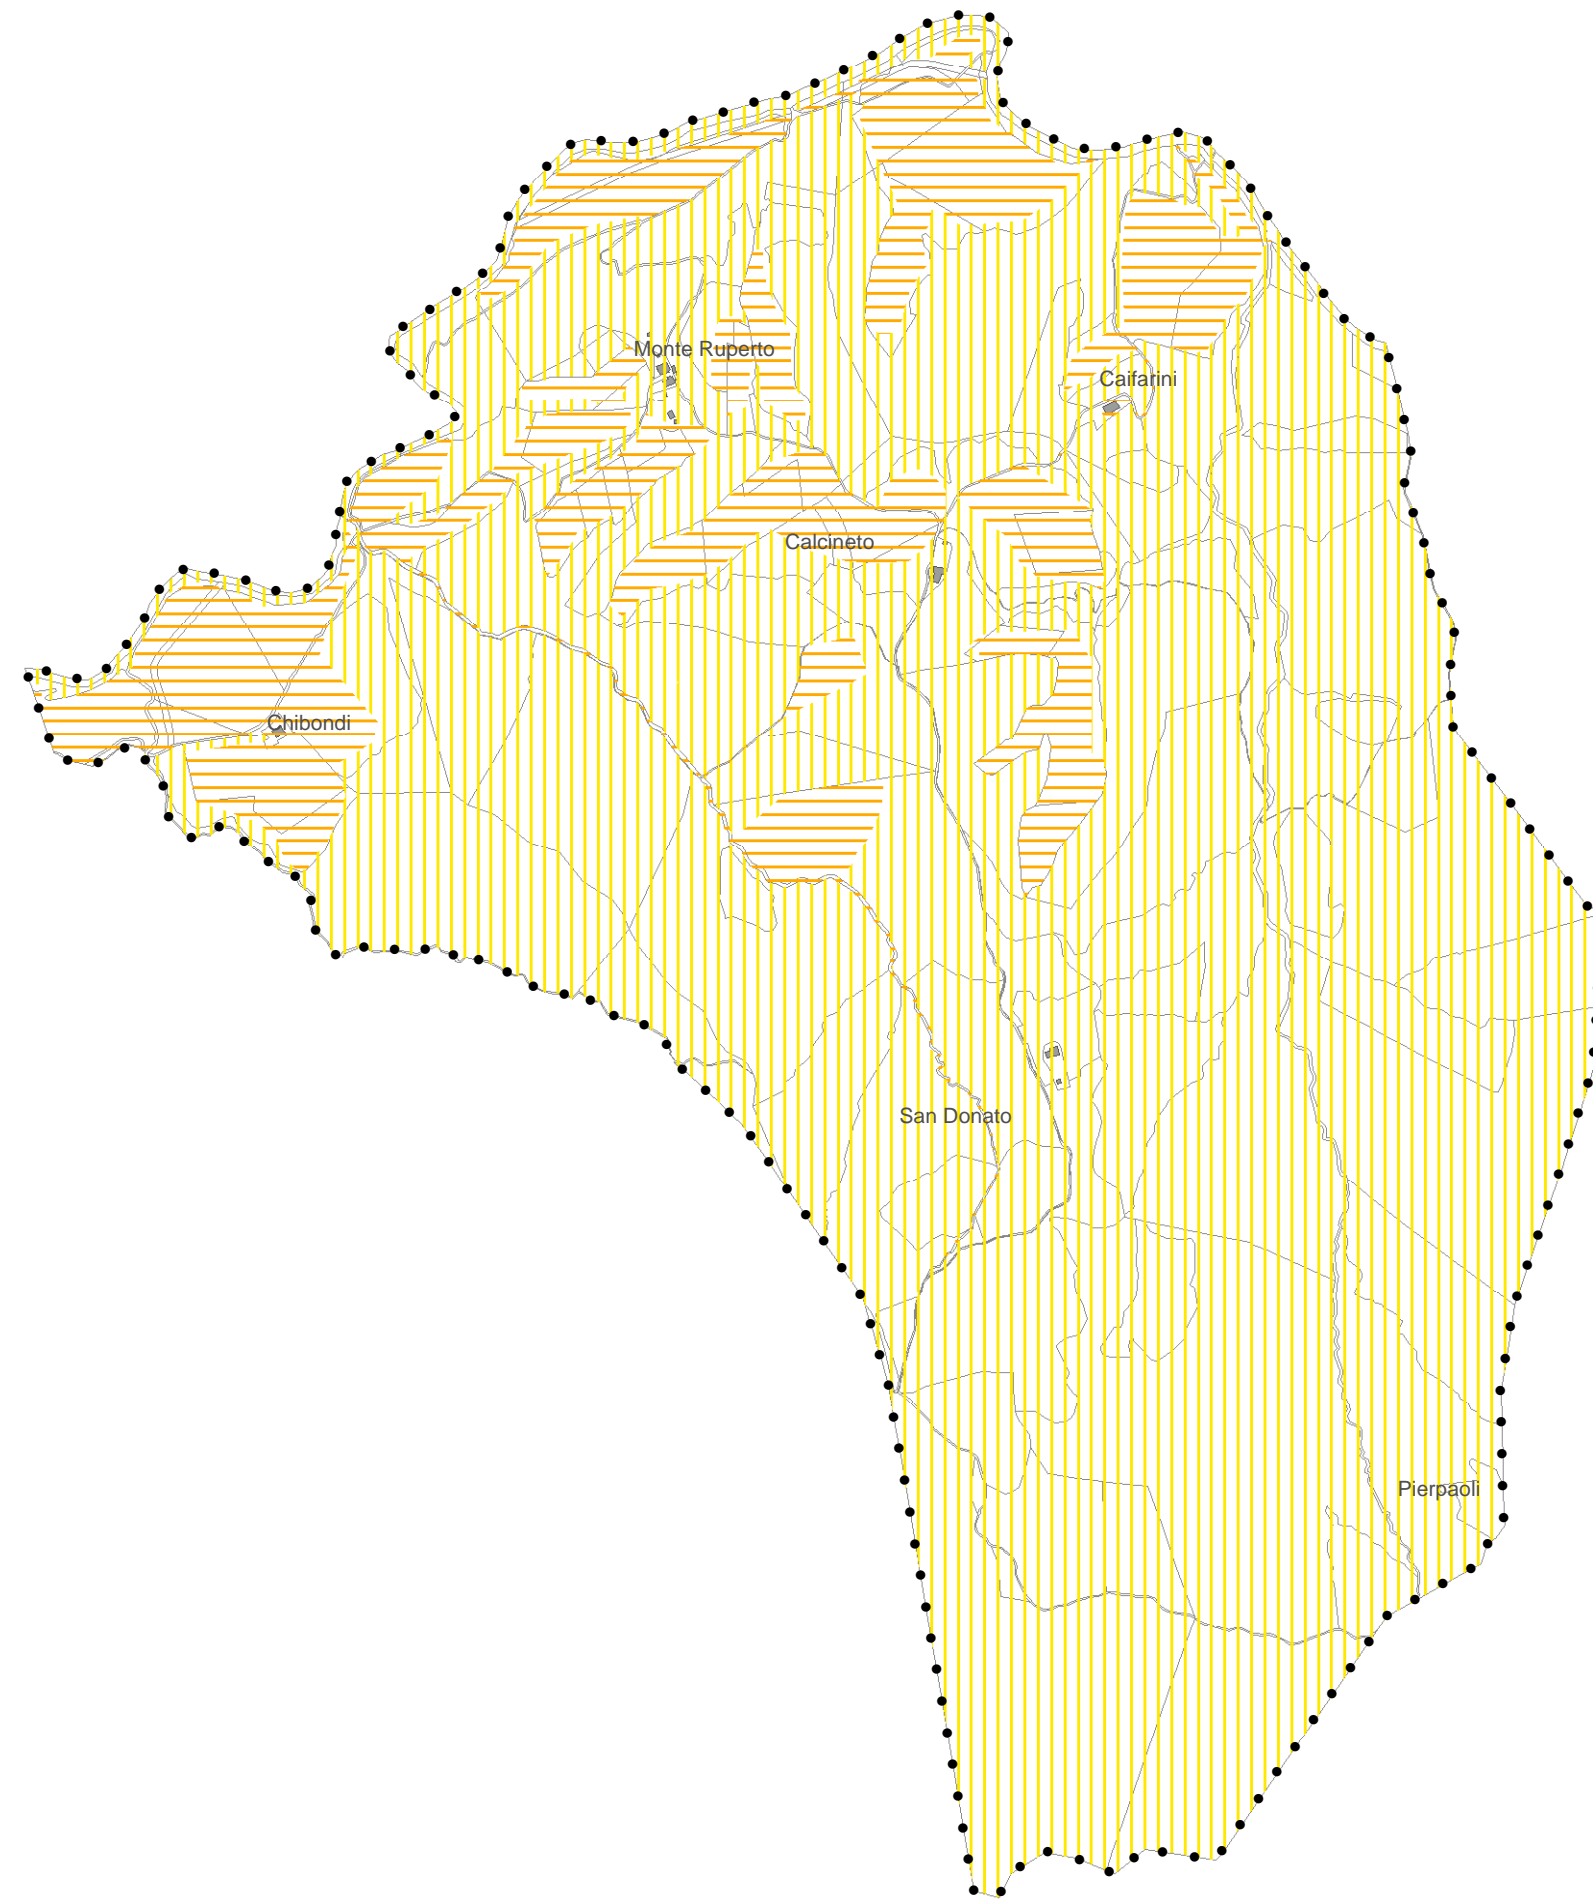 Monte Ruperto
Caifarini
Calcineto
Chibondi
San Donato
Pierpaoli